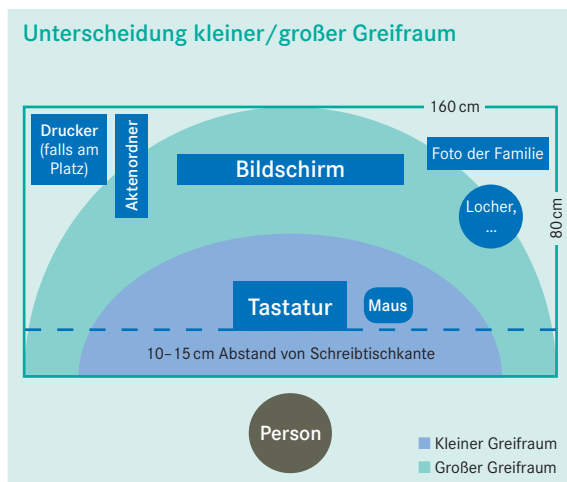 Unterscheidung kleiner/großer Greifraum
160 cm
Drucker
(falls am
Platz)
Aktenordner
Bildschirm
Foto der Familie
Locher,
...
80 cm
Tastatur
Maus
10–15 cm Abstand von Schreibtischkante
Person
Kleiner Greifraum
Großer Greifraum